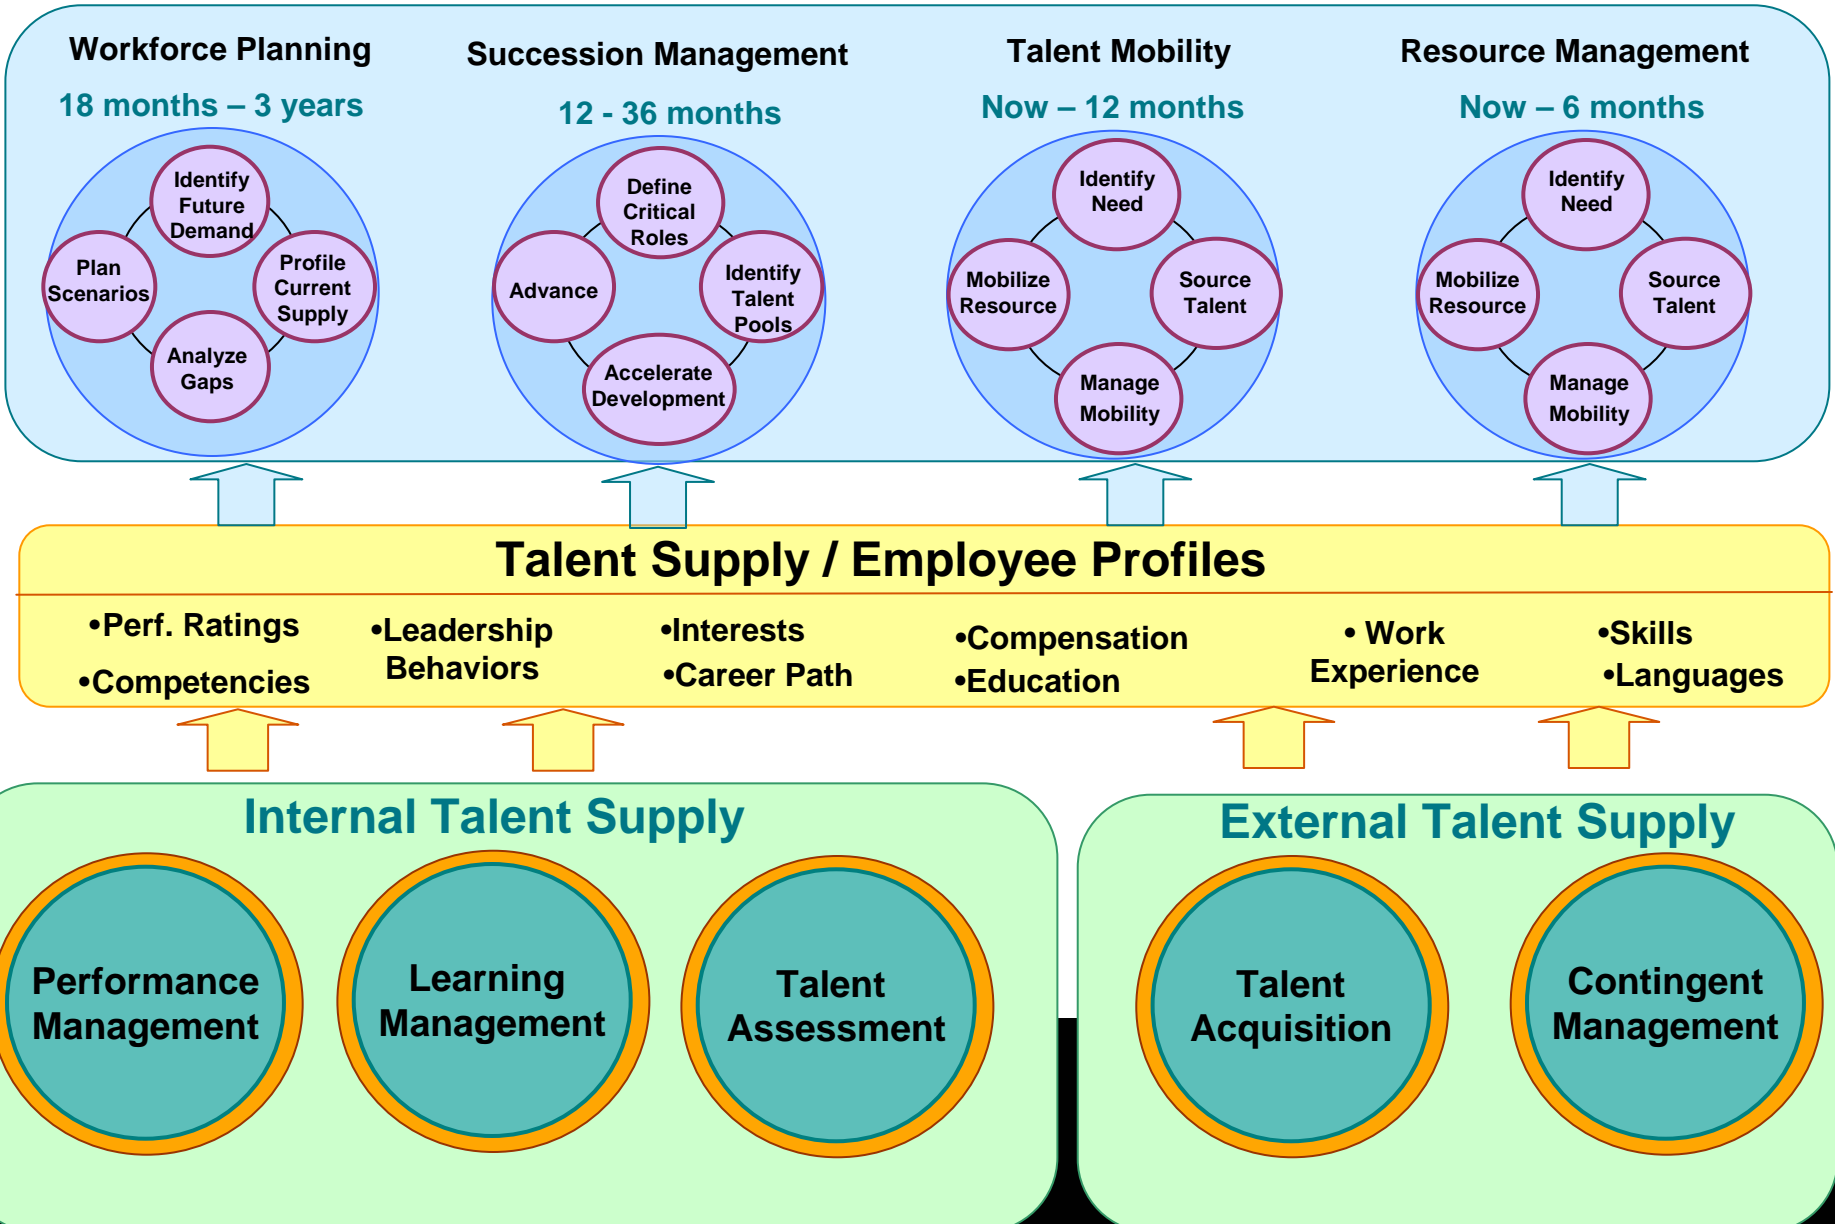 Workforce Planning
18 months – 3 years
Identify
Future
Demand
Plan
Scenarios
Profile
Current
Supply
Analyze
Gaps
Succession Management
12 - 36 months
Define
Critical
Roles
Advance
Identify
Talent
Pools
Accelerate
Development
Talent Mobility
Now – 12 months
Identify
Need
Mobilize
Resource
Source
Talent
Manage
Mobility
Resource Management
Now – 6 months
Identify
Need
Mobilize
Resource
Source
Talent
Manage
Mobility
Talent Supply / Employee Profiles
•Perf. Ratings
•Competencies
•Leadership
Behaviors
•Interests
•Career Path
•Compensation
•Education
• Work
Experience
•Skills
•Languages
Internal Talent Supply
Performance
Management
Learning
Management
Talent
Assessment
External Talent Supply
Talent
Acquisition
Contingent
Management